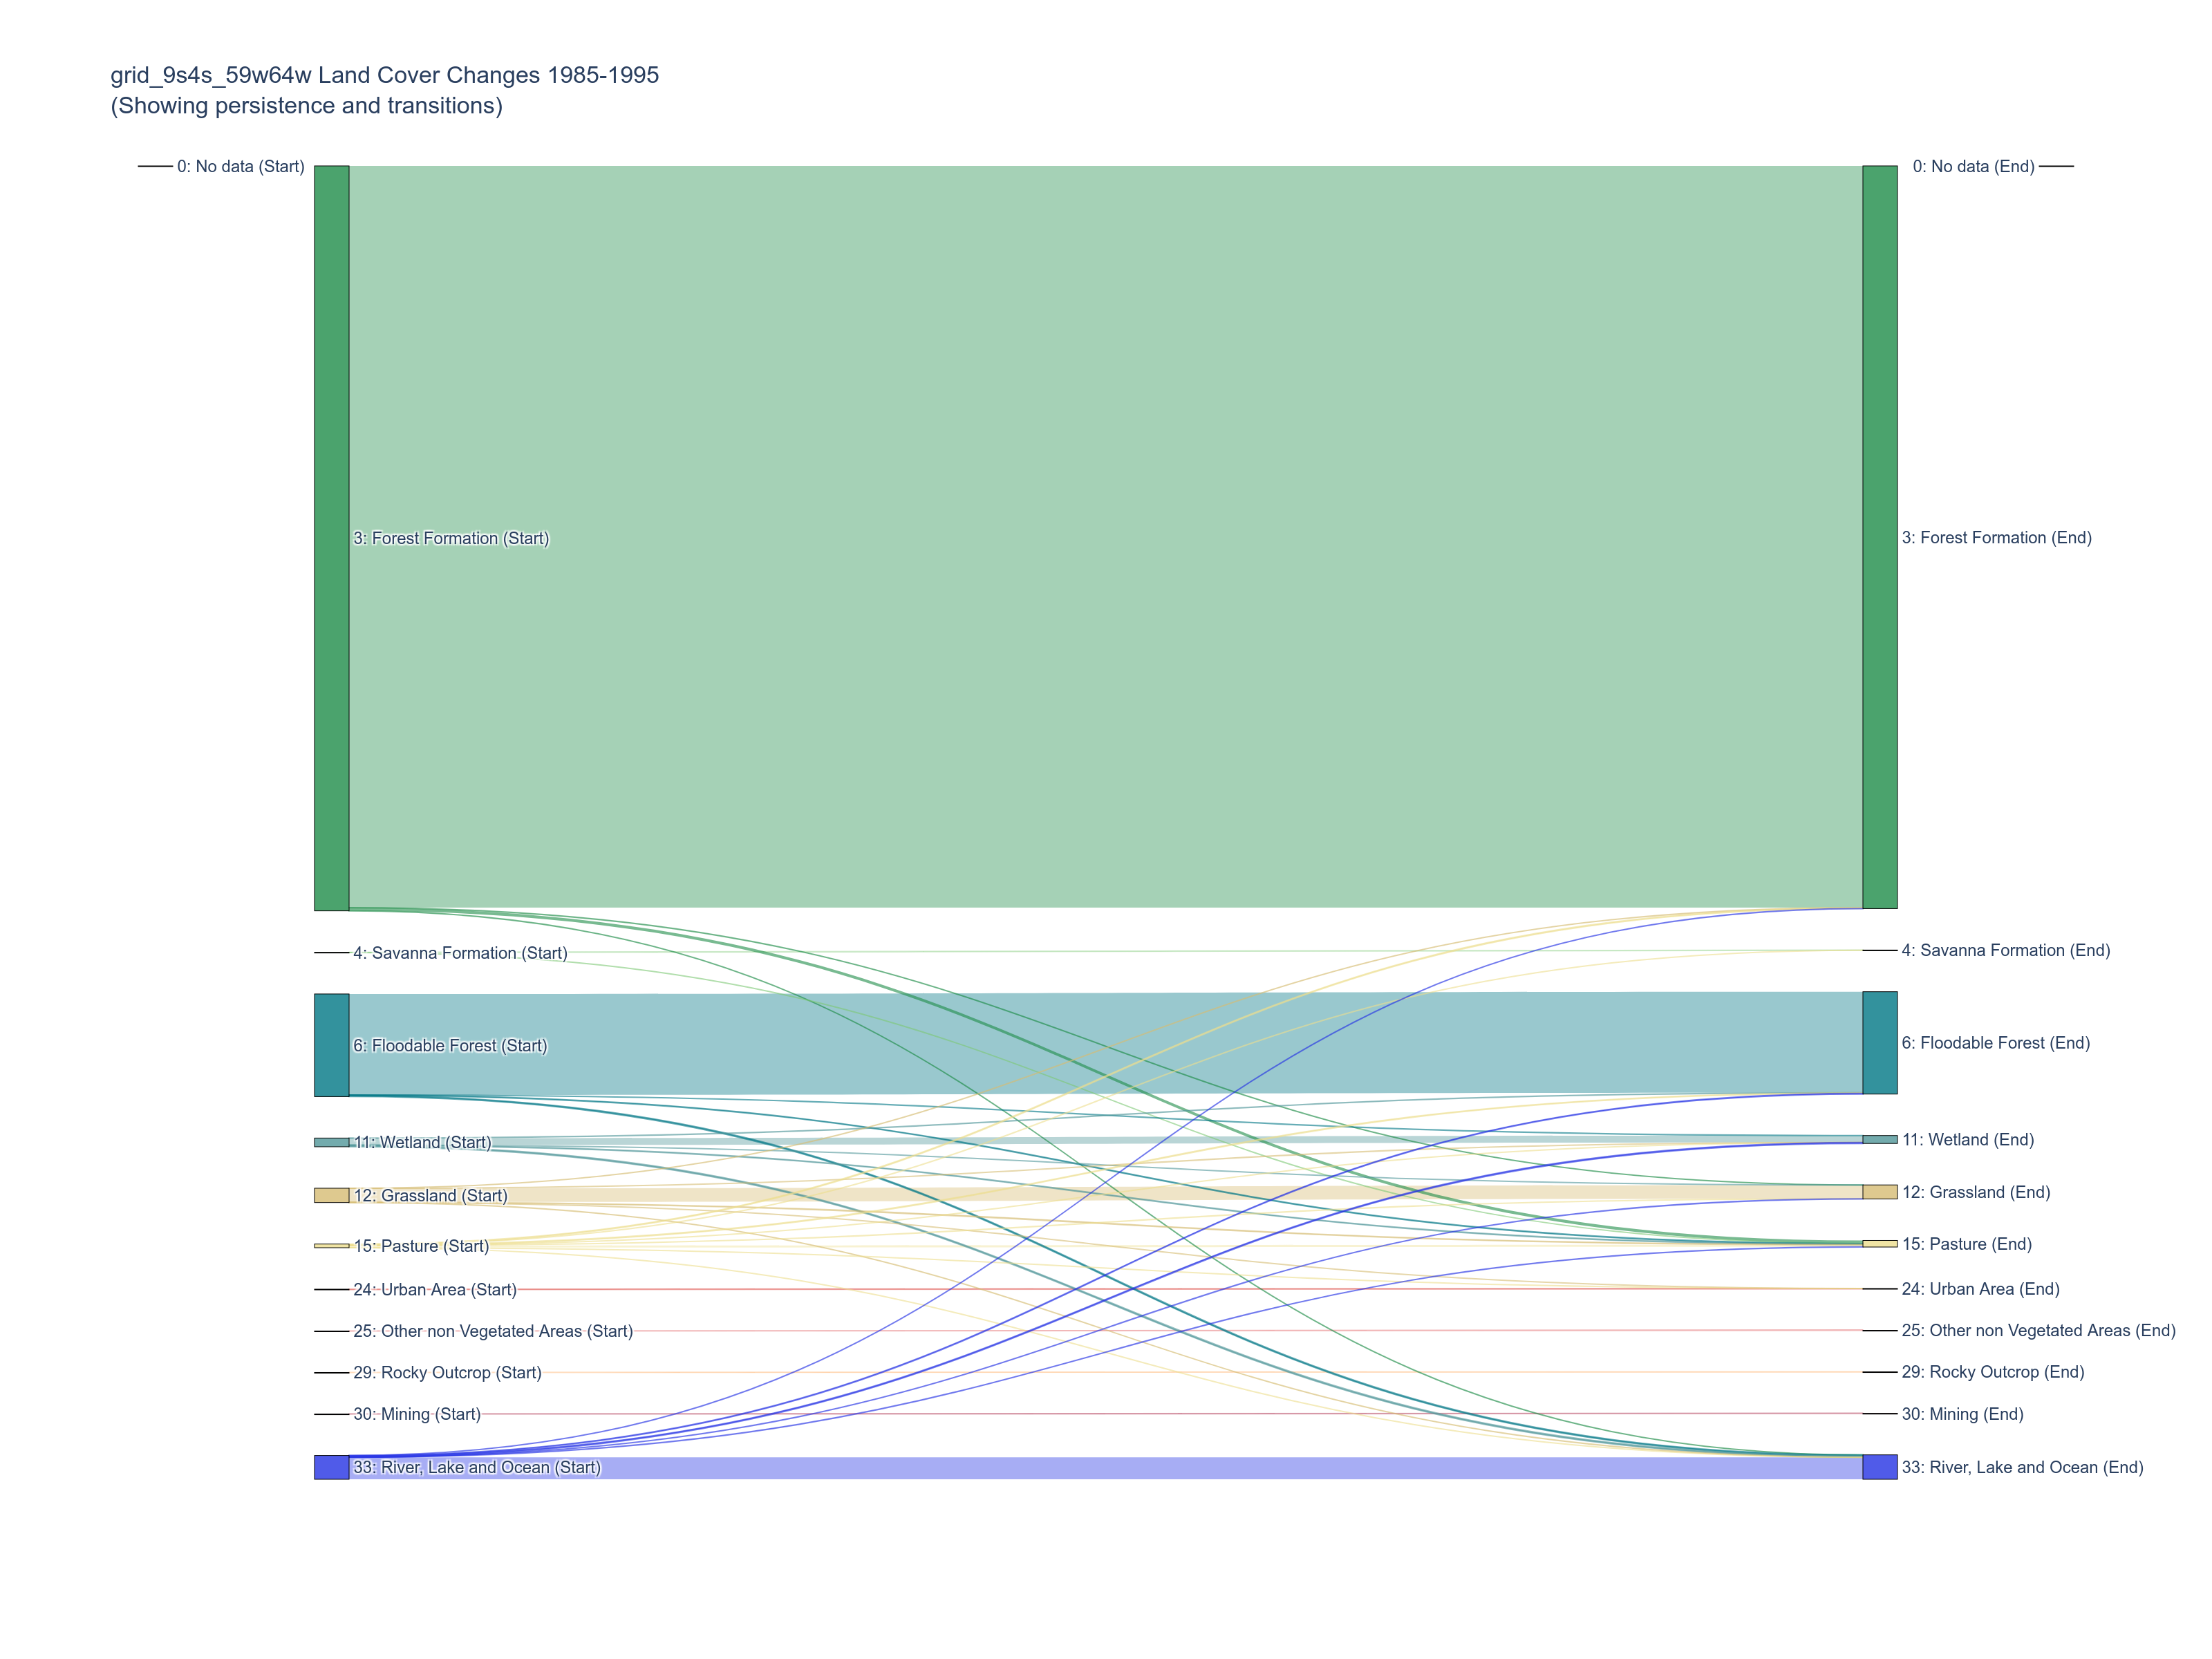 grid_9s4s_59w64w Land Cover Changes 1985-1995
(Showing persistence and transitions)
0: No data (Start)
0: No data (End)
3: Forest Formation (Start)
3: Forest Formation (End)
4: Savanna Formation (Start)
4: Savanna Formation (End)
6: Floodable Forest (Start)
6: Floodable Forest (End)
11: Wetland (Start)
11: Wetland (End)
12: Grassland (Start)
12: Grassland (End)
15: Pasture (Start)
15: Pasture (End)
24: Urban Area (Start)
24: Urban Area (End)
25: Other non Vegetated Areas (Start)
25: Other non Vegetated Areas (End)
29: Rocky Outcrop (Start)
29: Rocky Outcrop (End)
30: Mining (Start)
30: Mining (End)
33: River, Lake and Ocean (Start)
33: River, Lake and Ocean (End)